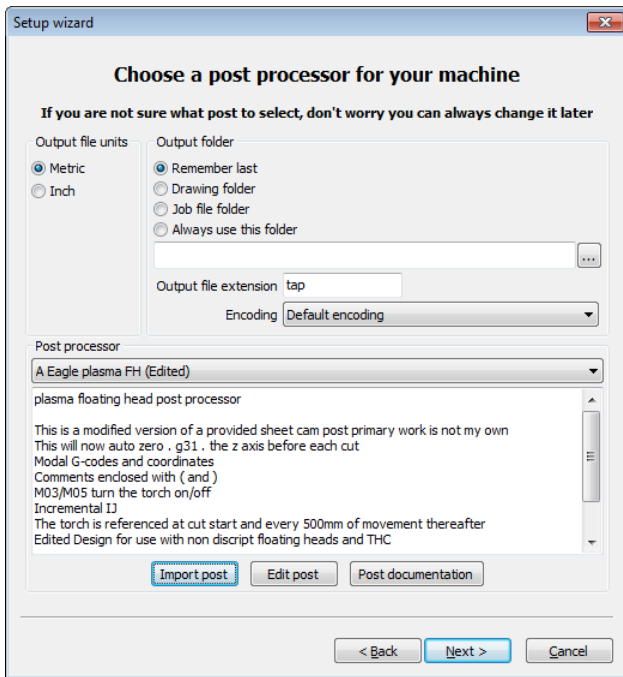 Setup wizard
Choose a post processor for your machine
If you are not sure what post to select, don't worry you can always change it later
Output file units
Metric
Inch
Output folder
Remember last
Drawing folder
Job file folder
Always use this folder
...
Output file extension tap
Encoding Default encoding
Post processor
A Eagle plasma FH (Edited)
plasma floating head post processor
This is a modified version of a provided sheet cam post primary work is not my own
This will now auto zero . g31 . the z axis before each cut
Modal G-codes and coordinates
Comments enclosed with ( and )
M03/M05 turn the torch on/off
Incremental IJ
The torch is referenced at cut start and every 500mm of movement thereafter
Edited Design for use with non discript floating heads and THC
Import post Edit post Post documentation
< Back Next > Cancel